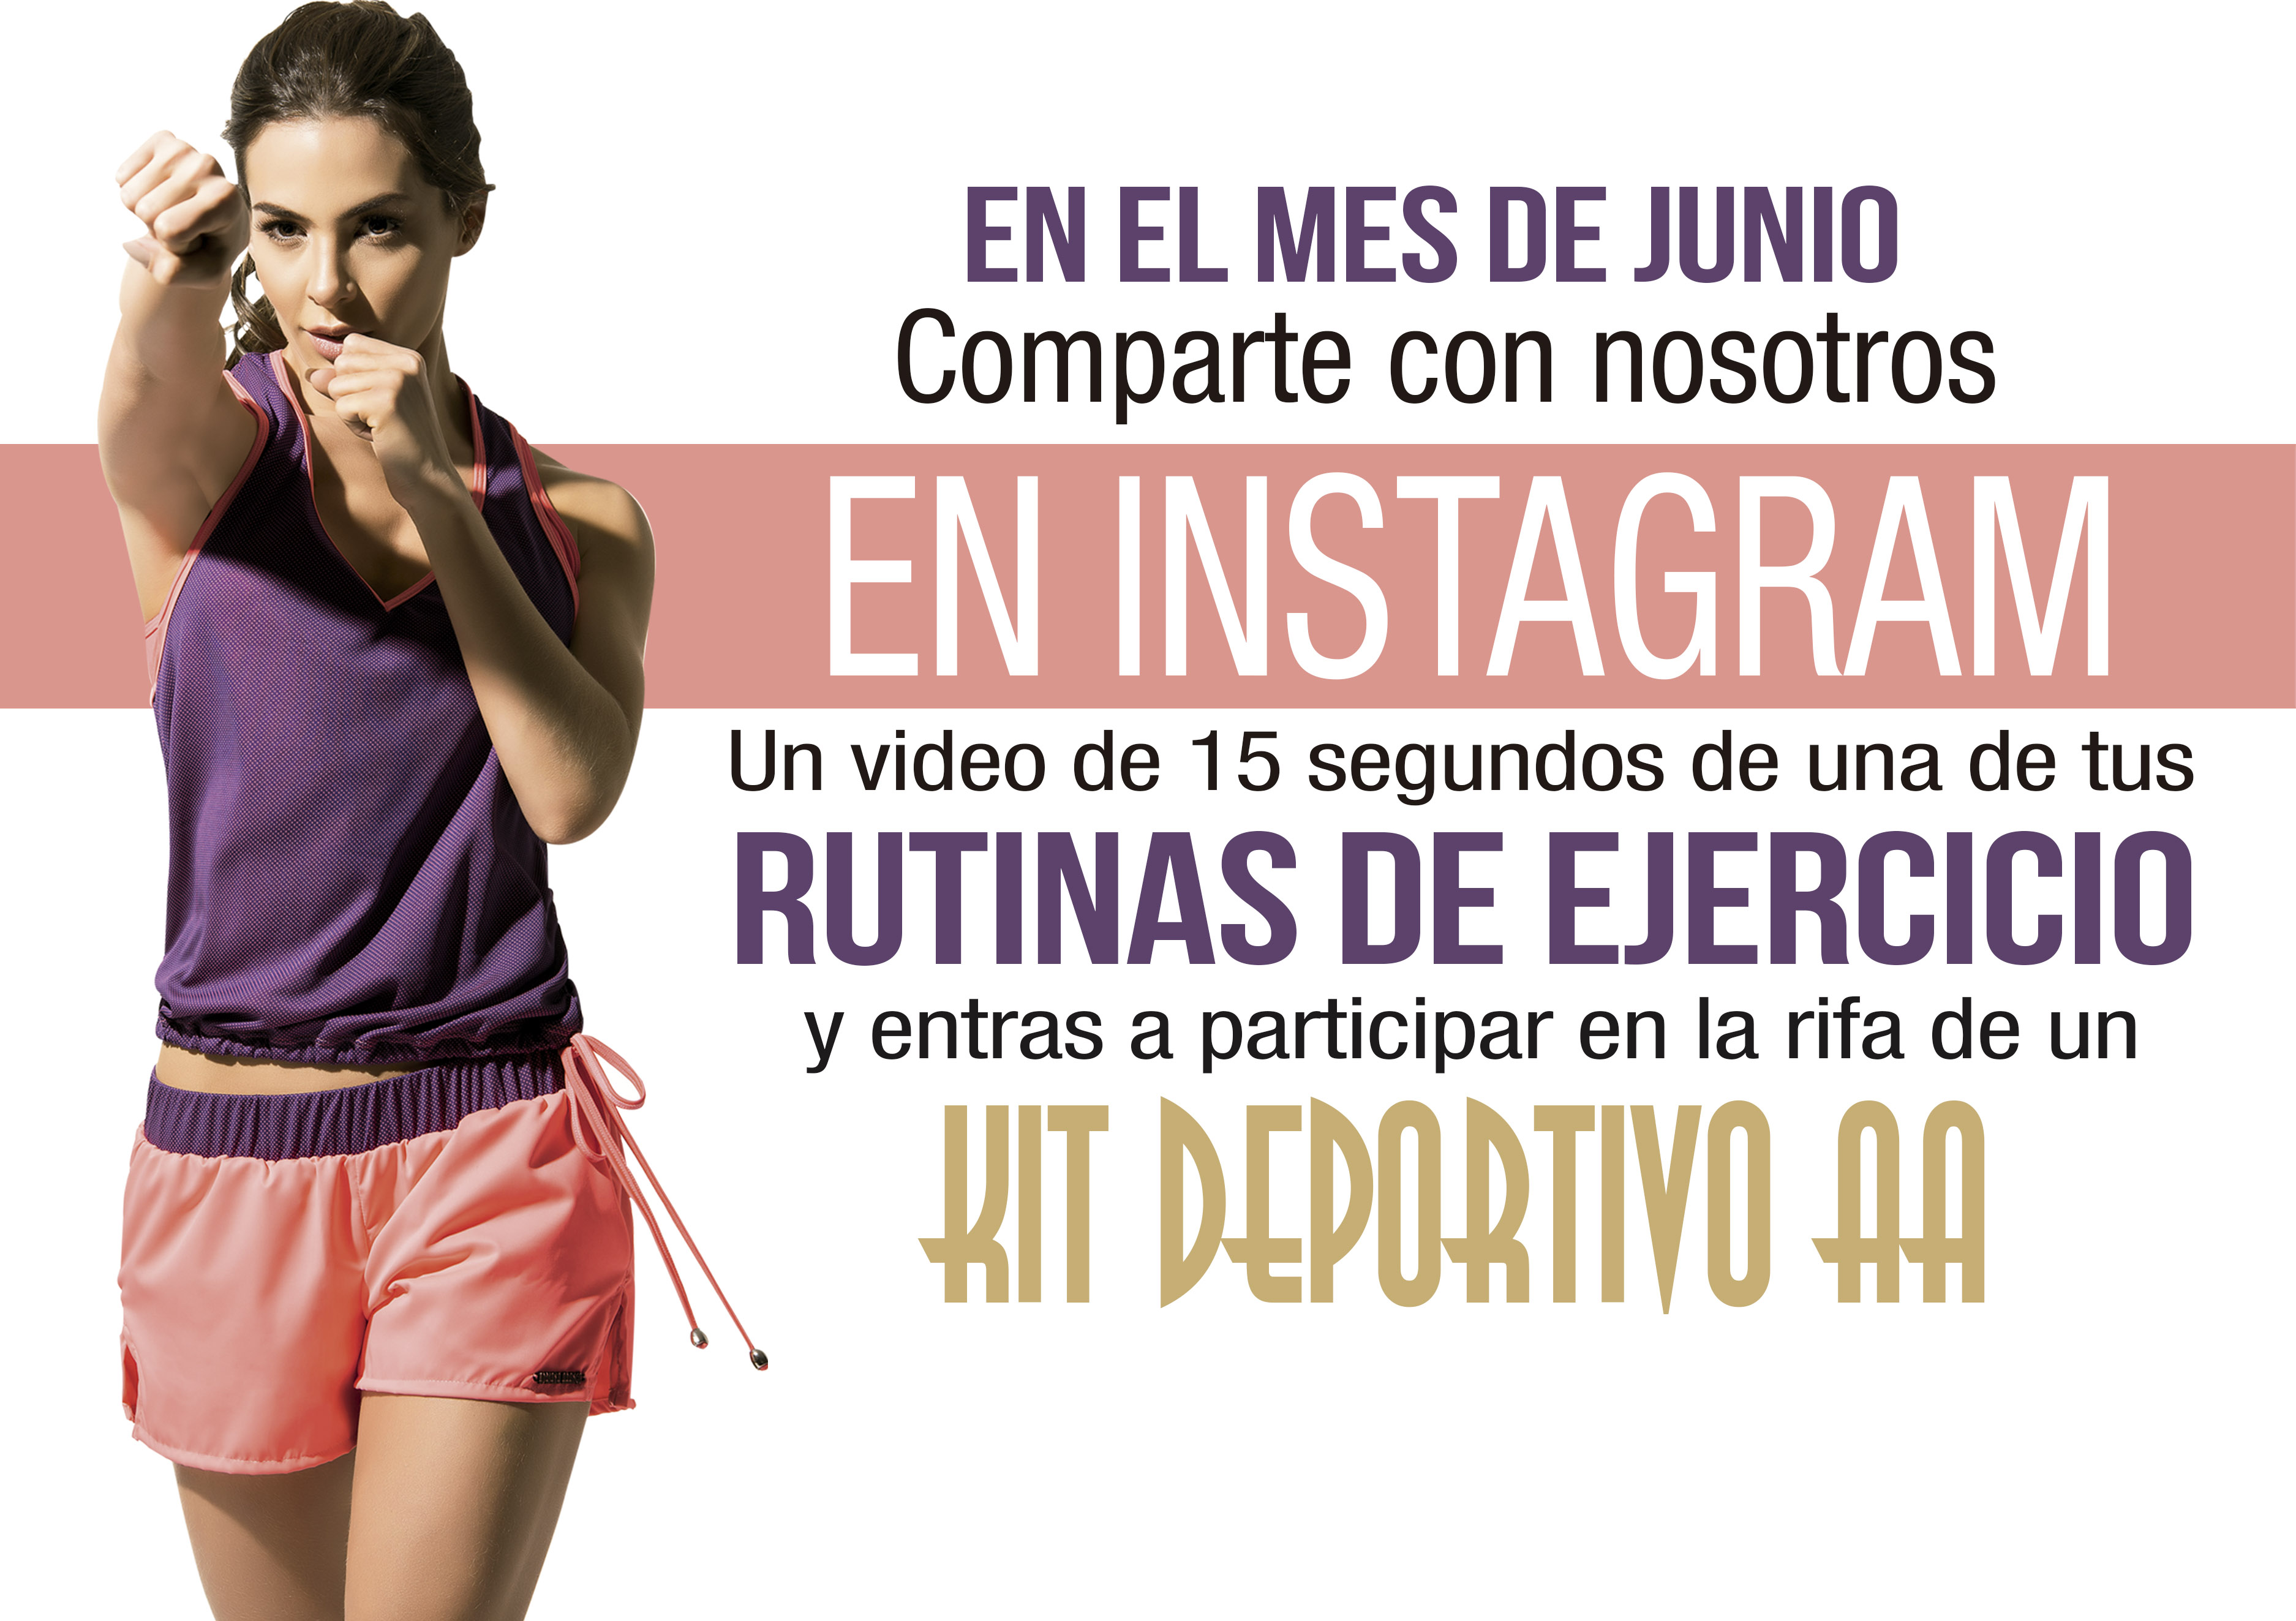 EN EL MES DE JUNIO
Comparte con nosotros
EN INSTAGRAM
Un video de 15 segundos de una de tus
RUTINAS DE EJERCICIO
y entras a participar en la rifa de un
KIT DEPORTIVO AA